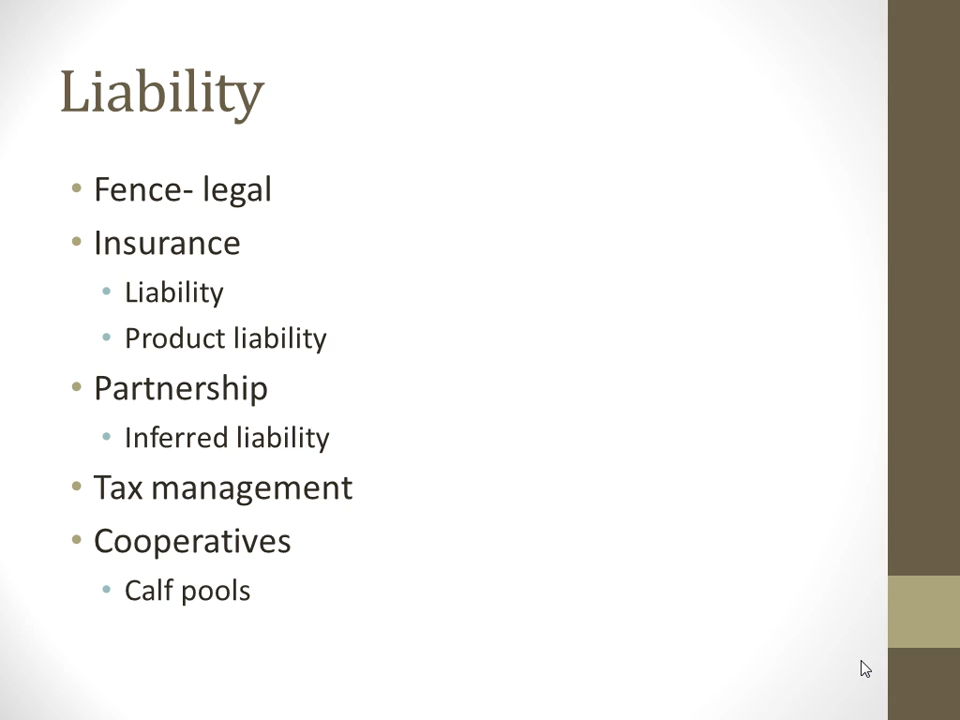 Liability
• Fence- legal
• Insurance
• Liability
• Product liability
• Partnership
• Inferred liability
• Tax management
• Cooperatives
• Calf pools